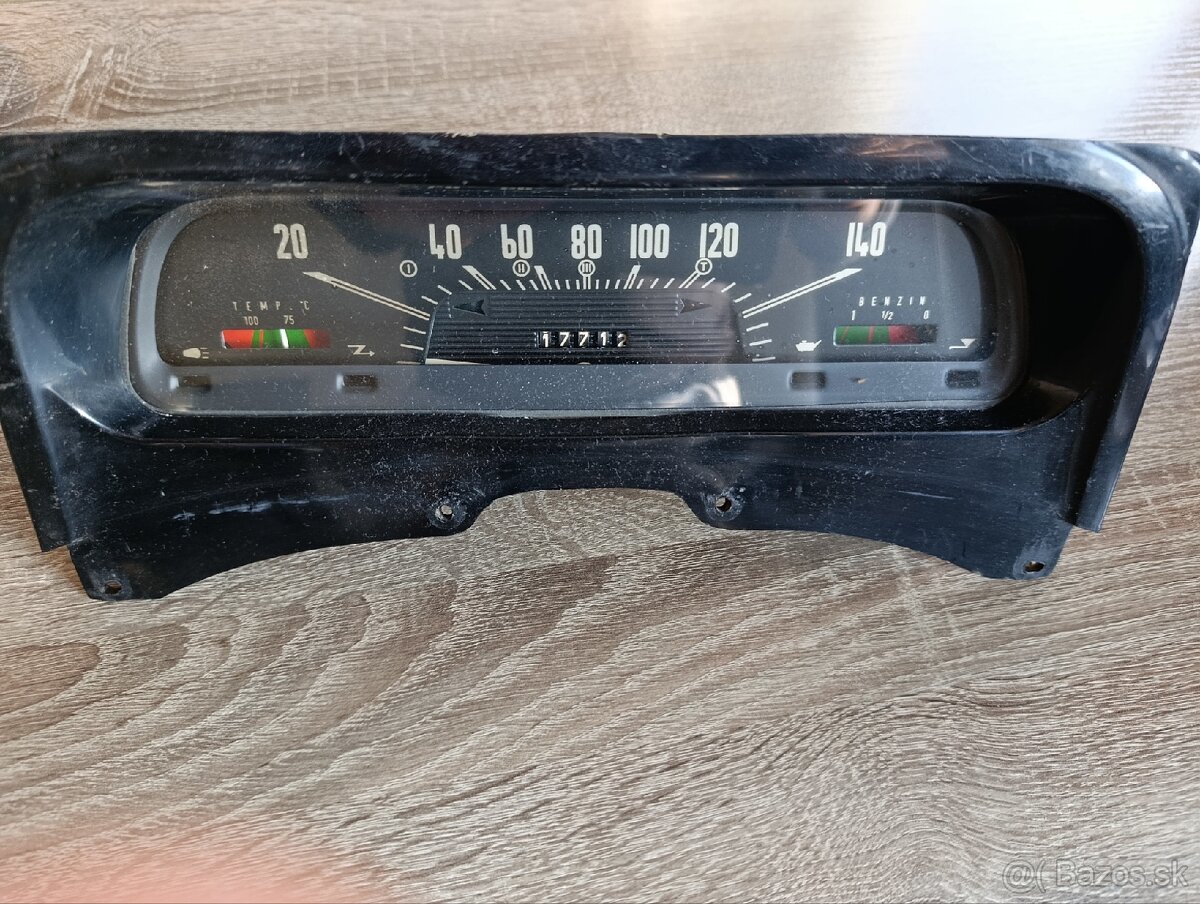 20 40 60 80 100 120 140
I II III T
TEMP. °C
100 75
BENZIN
1 1/2 0
17712
@( Bazos.sk